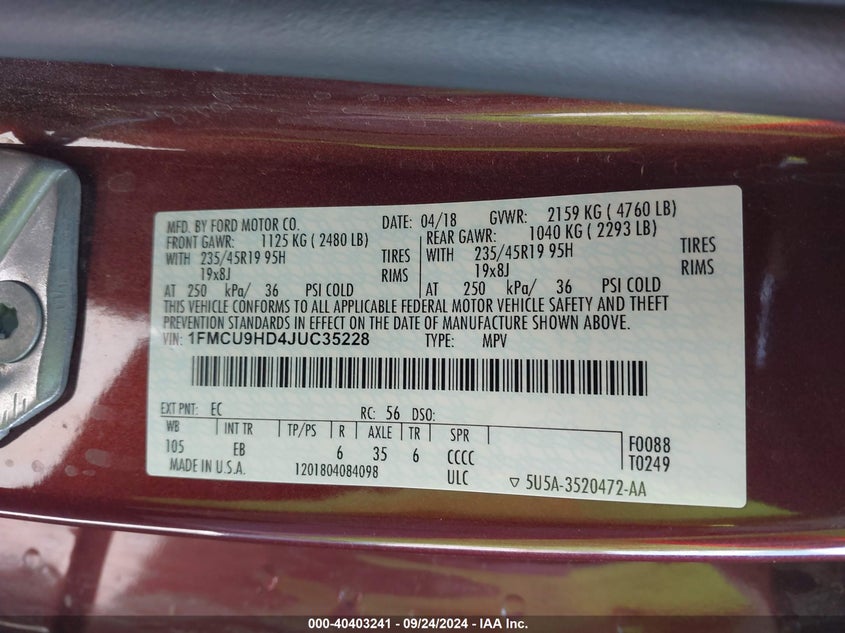 MFD. BY FORD MOTOR CO. DATE: 04/18 GVWR: 2159 KG ( 4760 LB)
FRONT GAWR: 1125 KG ( 2480 LB) REAR GAWR: 1040 KG ( 2293 LB)
WITH 235/45R19 95H TIRES WITH 235/45R19 95H TIRES
19x8J RIMS 19x8J RIMS
AT 250 kPa/ 36 PSI COLD AT 250 kPa/ 36 PSI COLD
THIS VEHICLE CONFORMS TO ALL APPLICABLE FEDERAL MOTOR VEHICLE SAFETY AND THEFT
PREVENTION STANDARDS IN EFFECT ON THE DATE OF MANUFACTURE SHOWN ABOVE.
VIN: 1FMCU9HD4JUC35228 TYPE: MPV
EXT PNT: EC RC: 56 DSO:
WB INT TR TP/PS R AXLE TR SPR F0088
105 EB 6 35 6 CCCC T0249
MADE IN U.S.A. 1201804084098 ULC ▽ 5U5A-3520472-AA
000-40403241 - 09/24/2024 - IAA Inc.